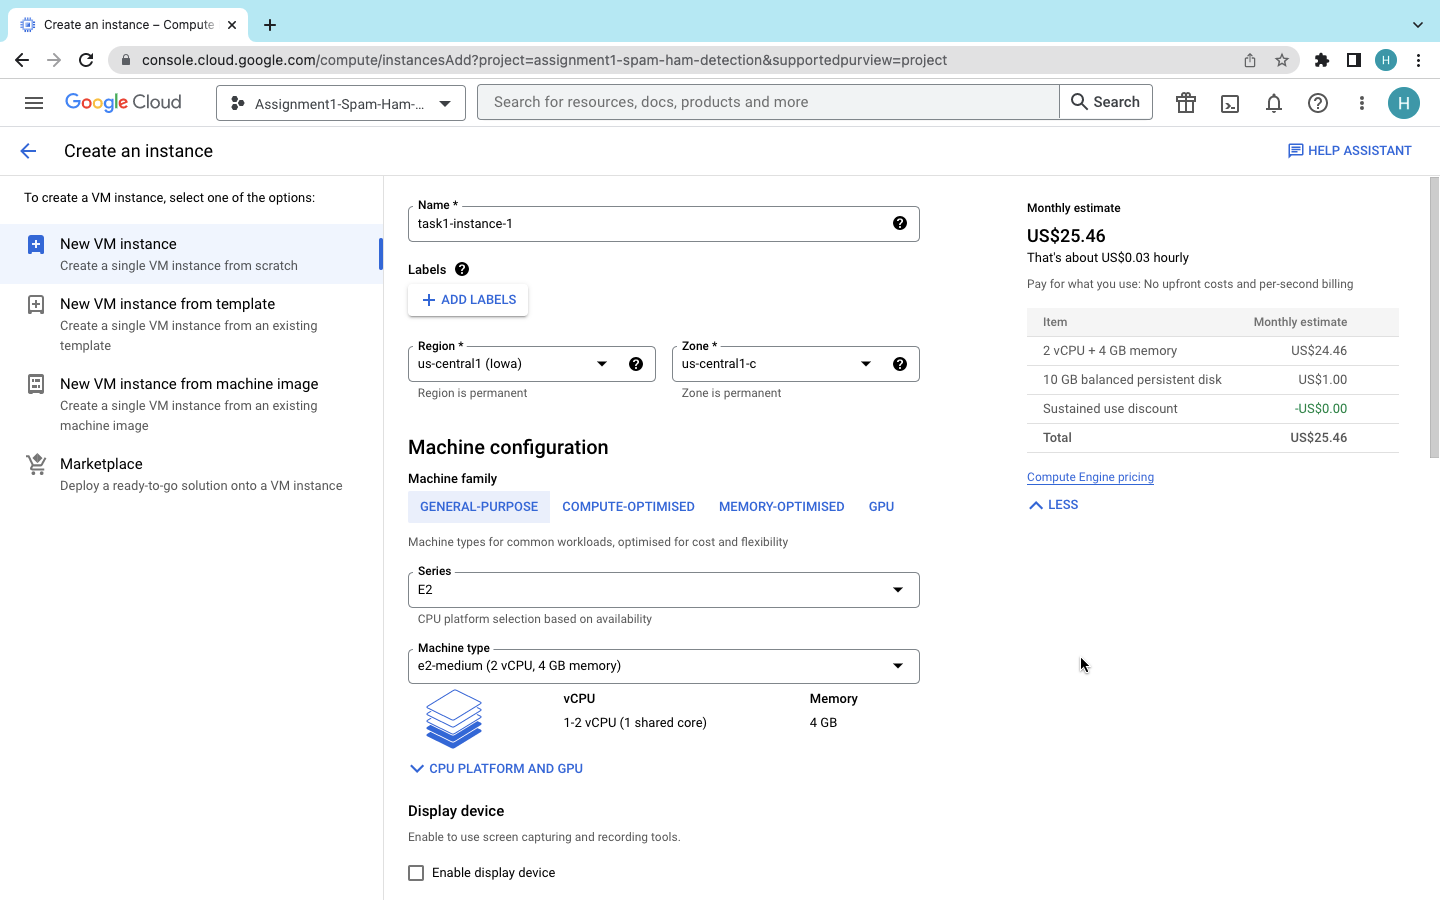 Create an instance – Compute
console.cloud.google.com/compute/instancesAdd?project=assignment1-spam-ham-detection&supportedpurview=project
H
Google Cloud
Assignment1-Spam-Ham-...
Search for resources, docs, products and more
Search
H
Create an instance
HELP ASSISTANT
To create a VM instance, select one of the options:
New VM instance
Create a single VM instance from scratch
New VM instance from template
Create a single VM instance from an existing
template
New VM instance from machine image
Create a single VM instance from an existing
machine image
Marketplace
Deploy a ready-to-go solution onto a VM instance
Name *
task1-instance-1
Labels
ADD LABELS
Region *
us-central1 (Iowa)
Region is permanent
Zone *
us-central1-c
Zone is permanent
Machine configuration
Machine family
GENERAL-PURPOSE COMPUTE-OPTIMISED MEMORY-OPTIMISED GPU
Machine types for common workloads, optimised for cost and flexibility
Series
E2
CPU platform selection based on availability
Machine type
e2-medium (2 vCPU, 4 GB memory)
vCPU Memory
1-2 vCPU (1 shared core) 4 GB
CPU PLATFORM AND GPU
Display device
Enable to use screen capturing and recording tools.
Enable display device
Monthly estimate
US$25.46
That's about US$0.03 hourly
Pay for what you use: No upfront costs and per-second billing
Item Monthly estimate
2 vCPU + 4 GB memory US$24.46
10 GB balanced persistent disk US$1.00
Sustained use discount -US$0.00
Total US$25.46
Compute Engine pricing
LESS